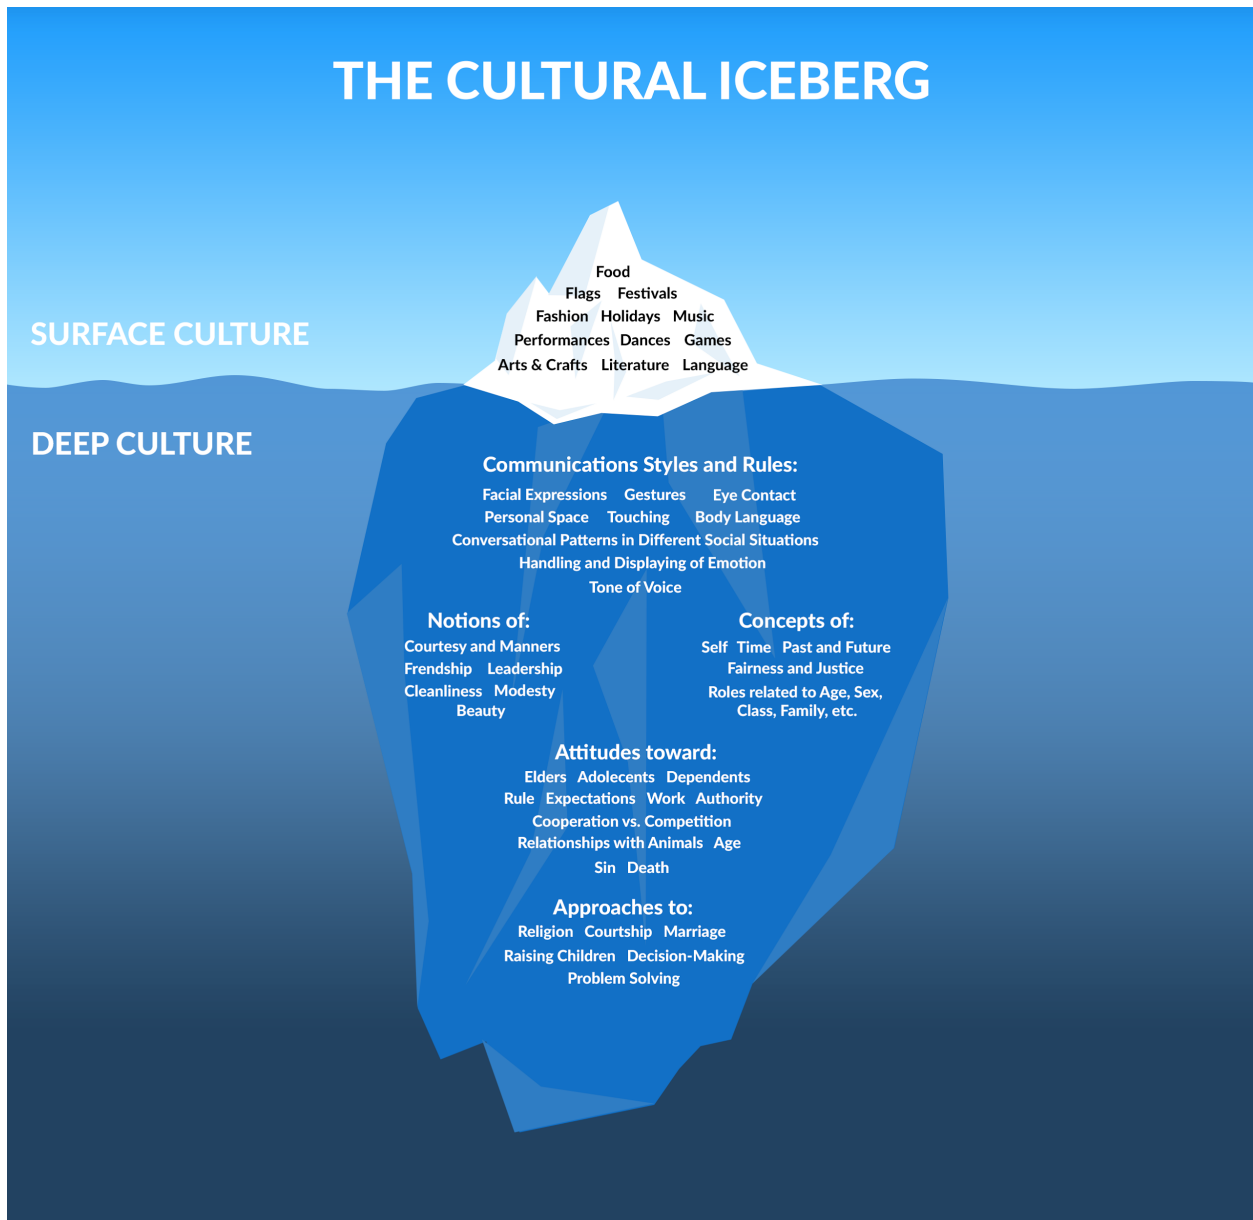 THE CULTURAL ICEBERG
Food
Flags Festivals
Fashion Holidays Music
Performances Dances Games
Arts & Crafts Literature Language
SURFACE CULTURE
DEEP CULTURE
Communications Styles and Rules:
Facial Expressions Gestures Eye Contact
Personal Space Touching Body Language
Conversational Patterns in Different Social Situations
Handling and Displaying of Emotion
Tone of Voice
Notions of:
Courtesy and Manners
Frendship Leadership
Cleanliness Modesty
Beauty
Concepts of:
Self Time Past and Future
Fairness and Justice
Roles related to Age, Sex,
Class, Family, etc.
Attitudes toward:
Elders Adolecents Dependents
Rule Expectations Work Authority
Cooperation vs. Competition
Relationships with Animals Age
Sin Death
Approaches to:
Religion Courtship Marriage
Raising Children Decision-Making
Problem Solving